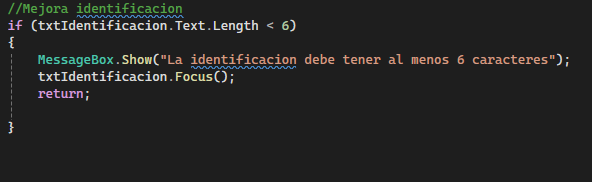 //Mejora identificacion
if (txtIdentificacion.Text.Length < 6)
{
MessageBox.Show("La identificacion debe tener al menos 6 caracteres");
txtIdentificacion.Focus();
return;
}